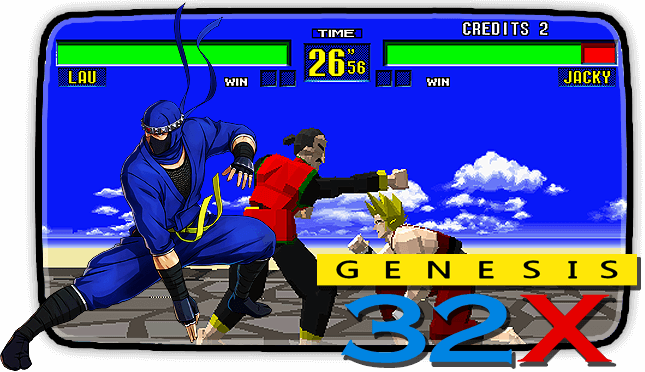 CREDITS 2
TIME
26"56
LAU
WIN
WIN
JACKY
GENESIS
32X